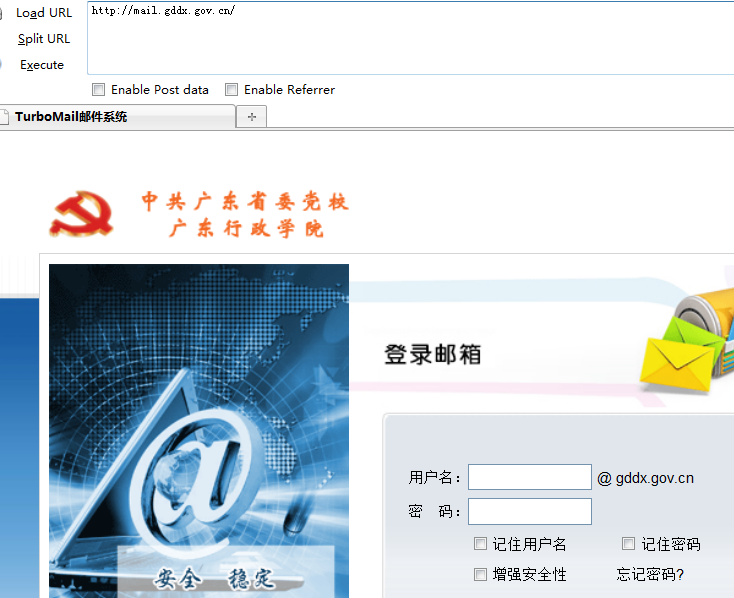 Load URL
http://mail.gddx.gov.cn/
Split URL
Execute
Enable Post data Enable Referrer
TurboMail邮件系统
中共广东省委党校
广东行政学院
登录邮箱
用户名： @ gddx.gov.cn
密 码：
记住用户名 记住密码
增强安全性 忘记密码?
安全 稳定